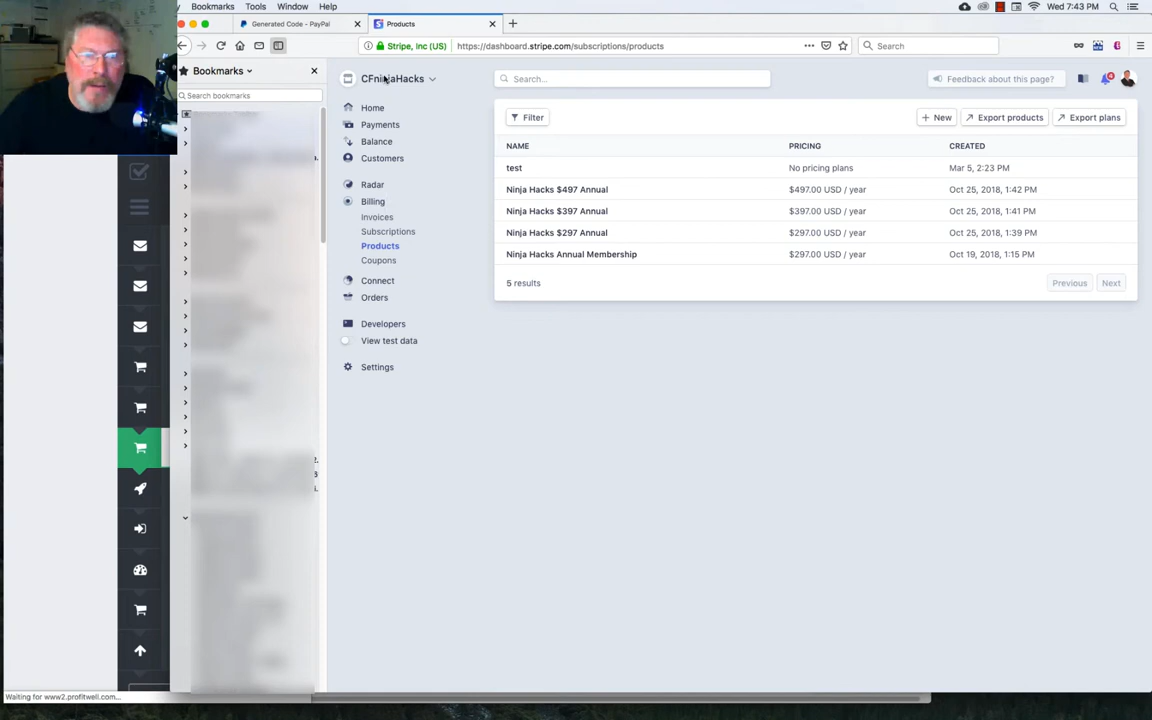 Bookmarks Tools Window Help Wed 7:43 PM
Generated Code - PayPal Products
Stripe, Inc (US) https://dashboard.stripe.com/subscriptions/products Search
Bookmarks
Search bookmarks
CFninjaHacks
Search...
Feedback about this page?
4
Home
Payments
Balance
Customers
Radar
Billing
Invoices
Subscriptions
Products
Coupons
Connect
Orders
Developers
View test data
Settings
Filter
+ New
Export products
Export plans
NAME PRICING CREATED
test No pricing plans Mar 5, 2:23 PM
Ninja Hacks $497 Annual $497.00 USD / year Oct 25, 2018, 1:42 PM
Ninja Hacks $397 Annual $397.00 USD / year Oct 25, 2018, 1:41 PM
Ninja Hacks $297 Annual $297.00 USD / year Oct 25, 2018, 1:39 PM
Ninja Hacks Annual Membership $297.00 USD / year Oct 19, 2018, 1:15 PM
5 results
Previous Next
Waiting for www2.profitwell.com...